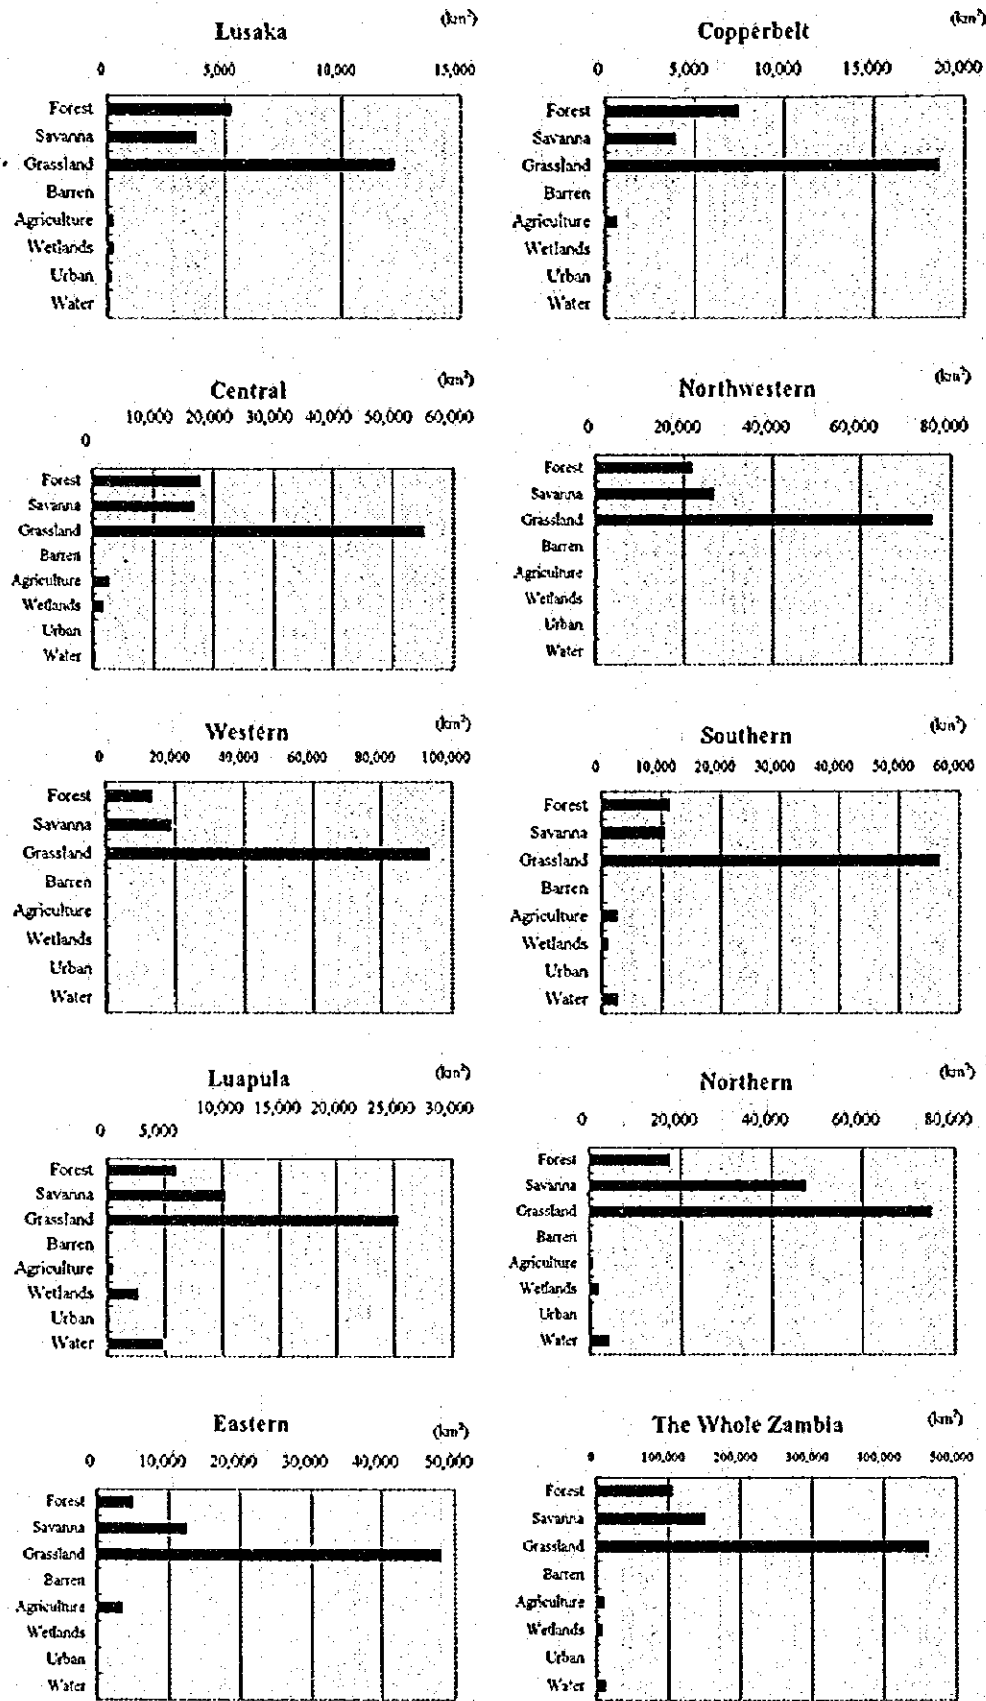 Lusaka
(km²)
0 5,000 10,000 15,000
Forest
Savanna
Grassland
Barren
Agriculture
Wetlands
Urban
Water
Copperbelt
(km²)
0 5,000 10,000 15,000 20,000
Forest
Savanna
Grassland
Barren
Agriculture
Wetlands
Urban
Water
Central
(km²)
0 10,000 20,000 30,000 40,000 50,000 60,000
Forest
Savanna
Grassland
Barren
Agriculture
Wetlands
Urban
Water
Northwestern
(km²)
0 20,000 40,000 60,000 80,000
Forest
Savanna
Grassland
Barren
Agriculture
Wetlands
Urban
Water
Western
(km²)
0 20,000 40,000 60,000 80,000 100,000
Forest
Savanna
Grassland
Barren
Agriculture
Wetlands
Urban
Water
Southern
(km²)
0 10,000 20,000 30,000 40,000 50,000 60,000
Forest
Savanna
Grassland
Barren
Agriculture
Wetlands
Urban
Water
Luapula
(km²)
0 5,000 10,000 15,000 20,000 25,000 30,000
Forest
Savanna
Grassland
Barren
Agriculture
Wetlands
Urban
Water
Northern
(km²)
0 20,000 40,000 60,000 80,000
Forest
Savanna
Grassland
Barren
Agriculture
Wetlands
Urban
Water
Eastern
(km²)
0 10,000 20,000 30,000 40,000 50,000
Forest
Savanna
Grassland
Barren
Agriculture
Wetlands
Urban
Water
The Whole Zambia
(km²)
0 100,000 200,000 300,000 400,000 500,000
Forest
Savanna
Grassland
Barren
Agriculture
Wetlands
Urban
Water